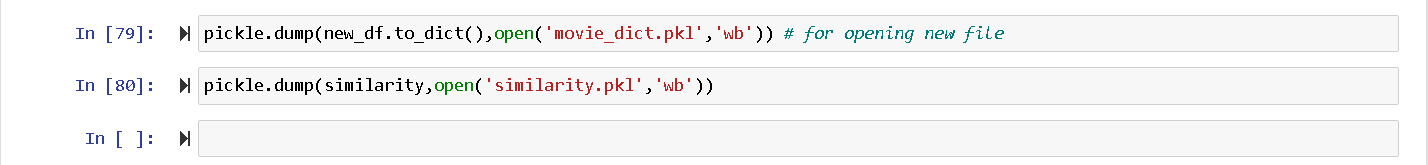 In [79]: pickle.dump(new_df.to_dict(),open('movie_dict.pkl','wb')) # for opening new file
In [80]: pickle.dump(similarity,open('similarity.pkl','wb'))
In [ ]: